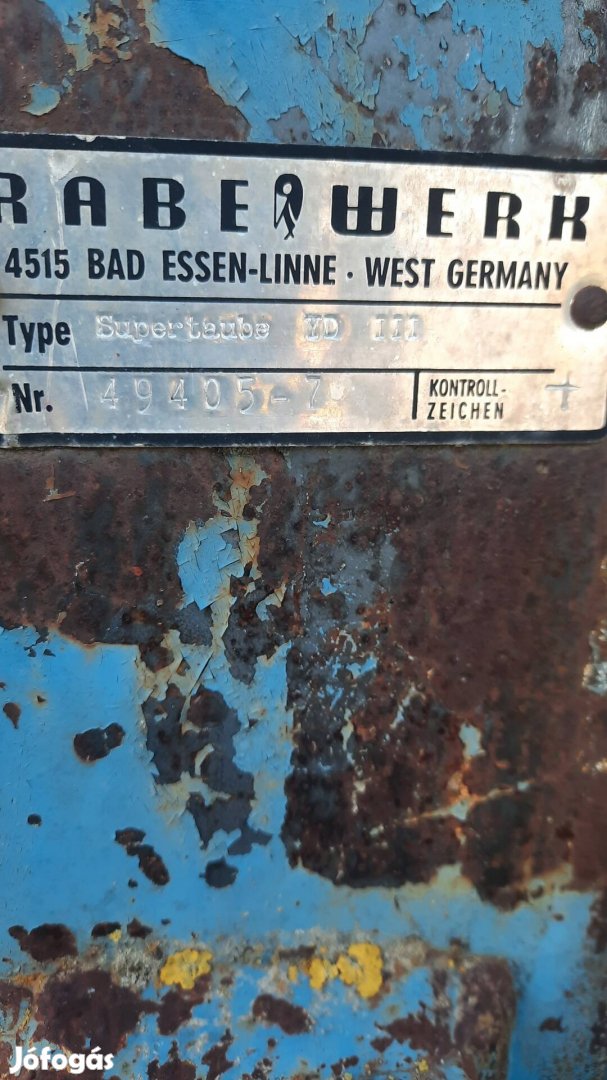 RABEWERK
4515 BAD ESSEN-LINNE · WEST GERMANY
Type Supertaube YD III
Nr. 49405-7 KONTROLL-
ZEICHEN
Jófogás